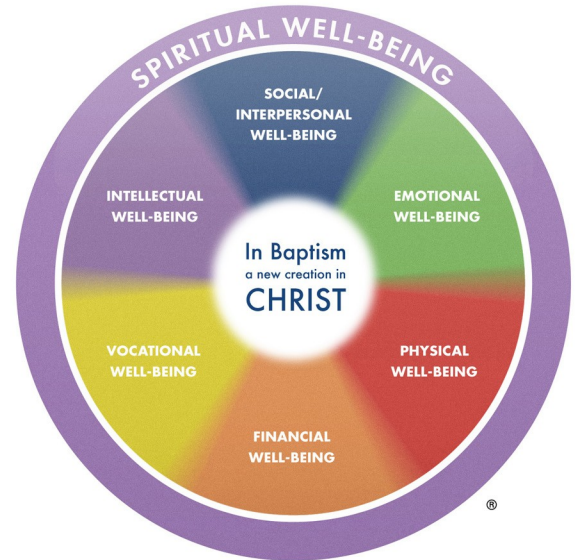 SPIRITUAL WELL-BEING
SOCIAL/
INTERPERSONAL
WELL-BEING
INTELLECTUAL
WELL-BEING
EMOTIONAL
WELL-BEING
In Baptism
a new creation in
CHRIST
VOCATIONAL
WELL-BEING
PHYSICAL
WELL-BEING
FINANCIAL
WELL-BEING
®